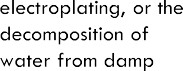 electroplating, or the
decomposition of
water from damp